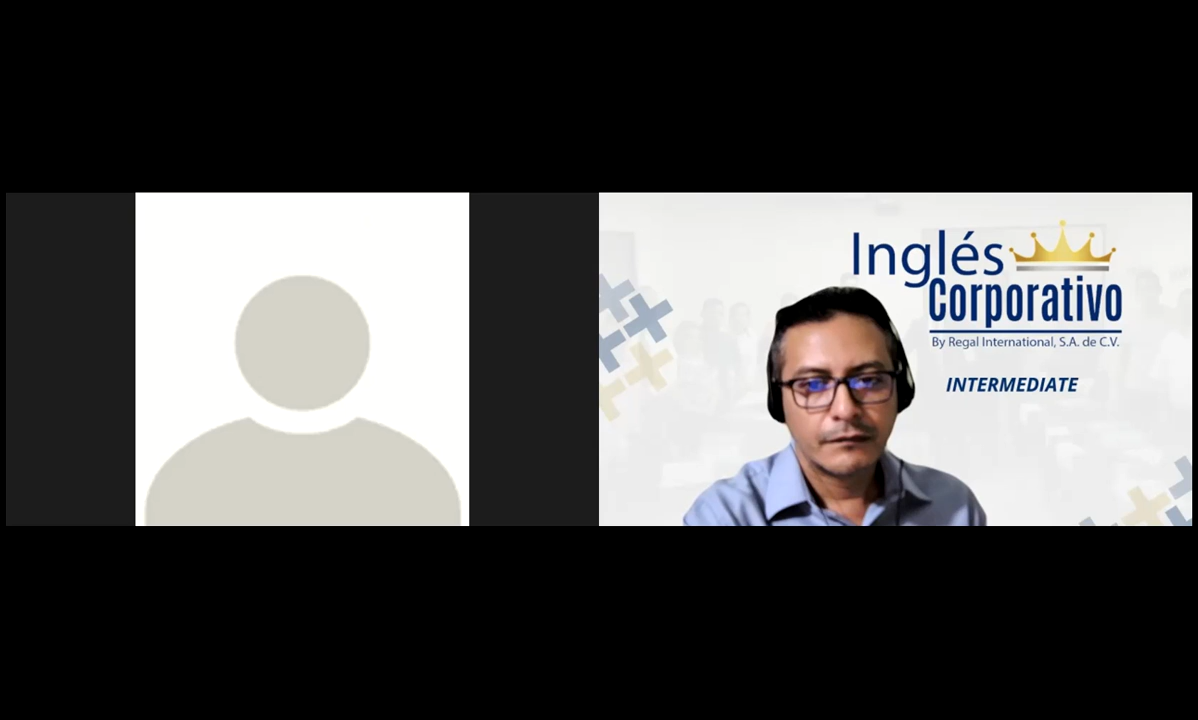 Inglés
Corporativo
By Regal International, S.A. de C.V.
INTERMEDIATE